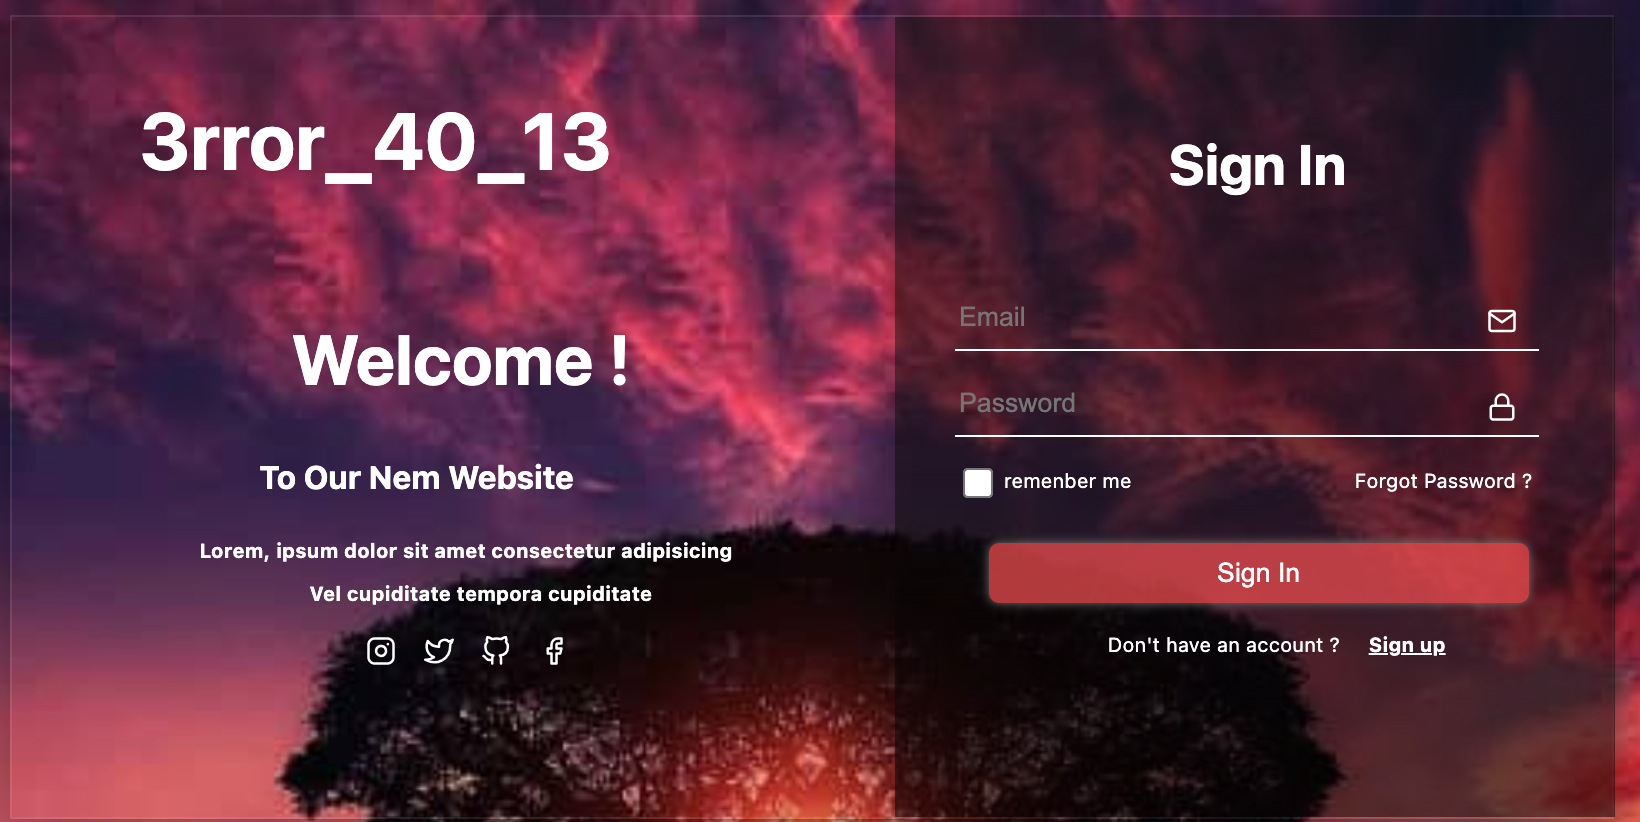 3rror_40_13
Welcome !
To Our Nem Website
Lorem, ipsum dolor sit amet consectetur adipisicing
Vel cupiditate tempora cupiditate
Sign In
Email
Password
remenber me
Forgot Password ?
Sign In
Don't have an account ? Sign up